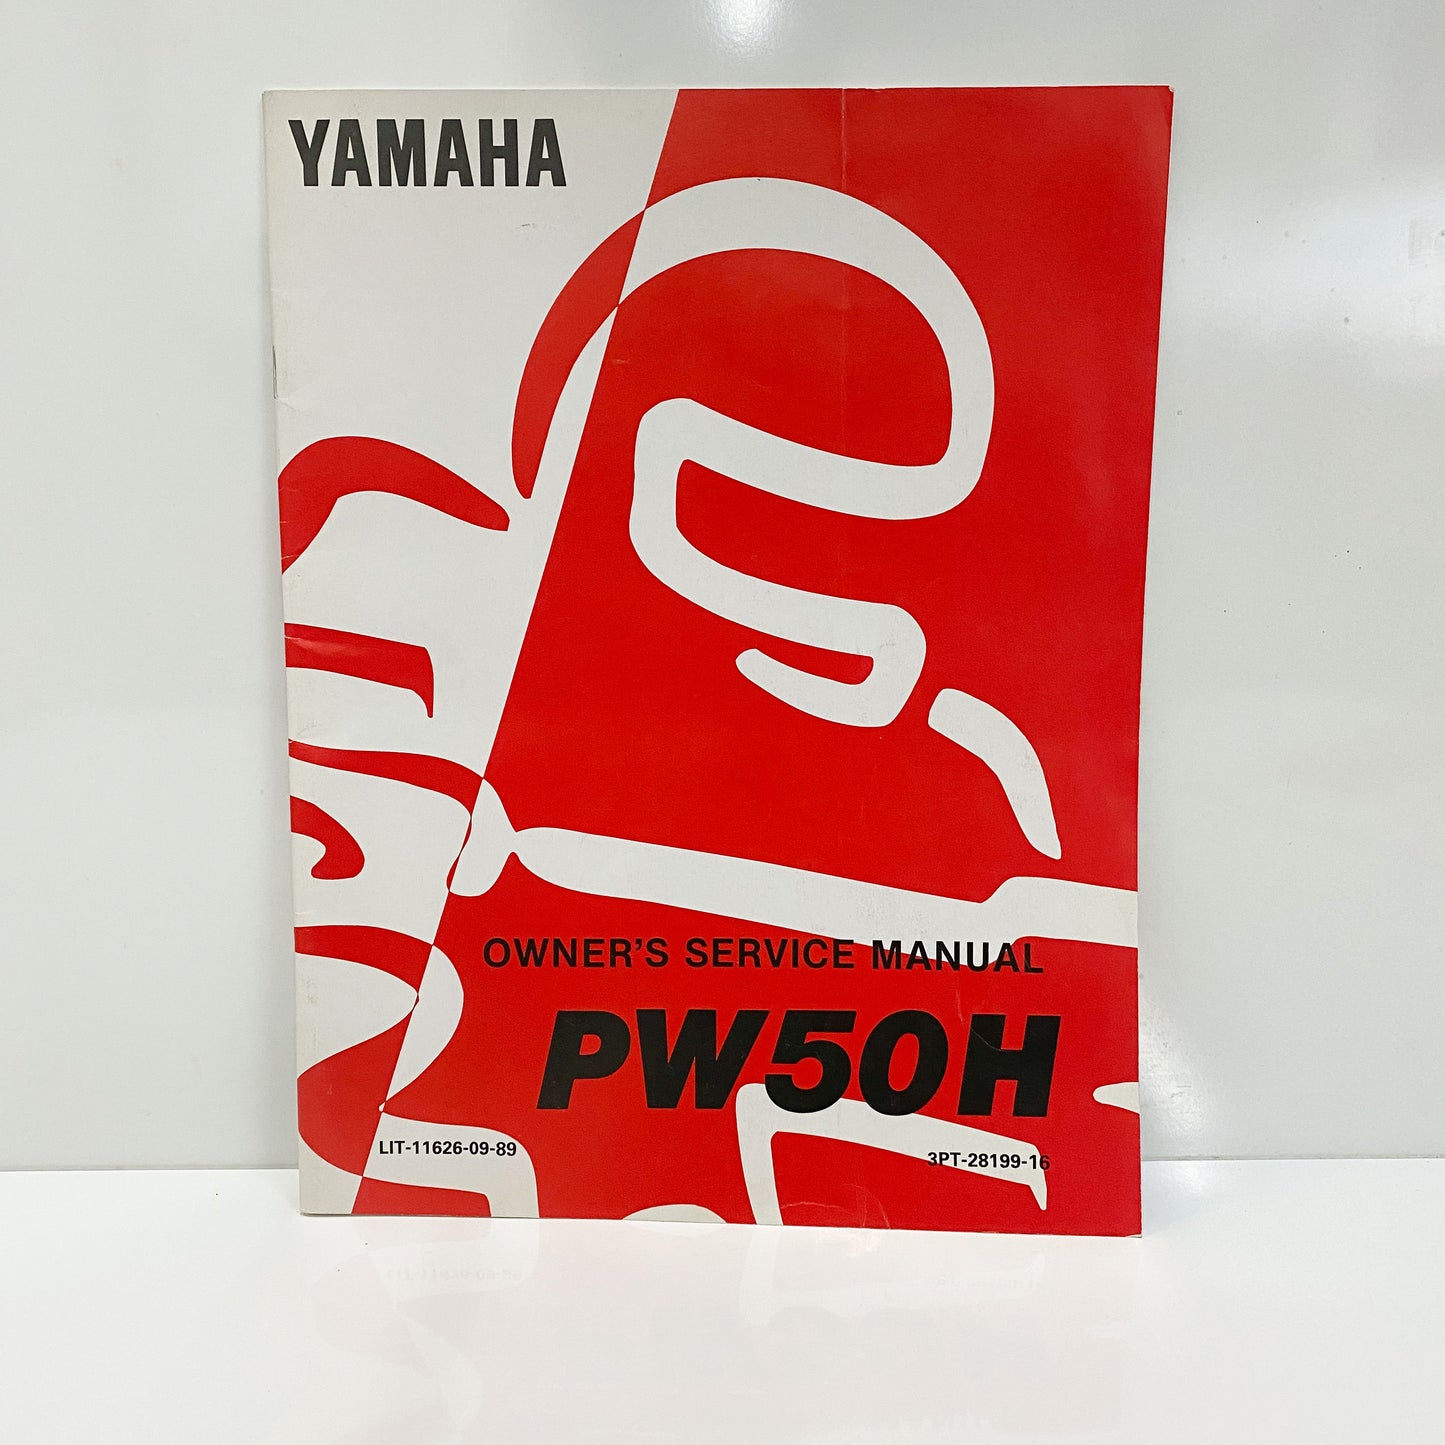 YAMAHA
OWNER'S SERVICE MANUAL
PW50H
LIT-11626-09-89
3PT-28199-16